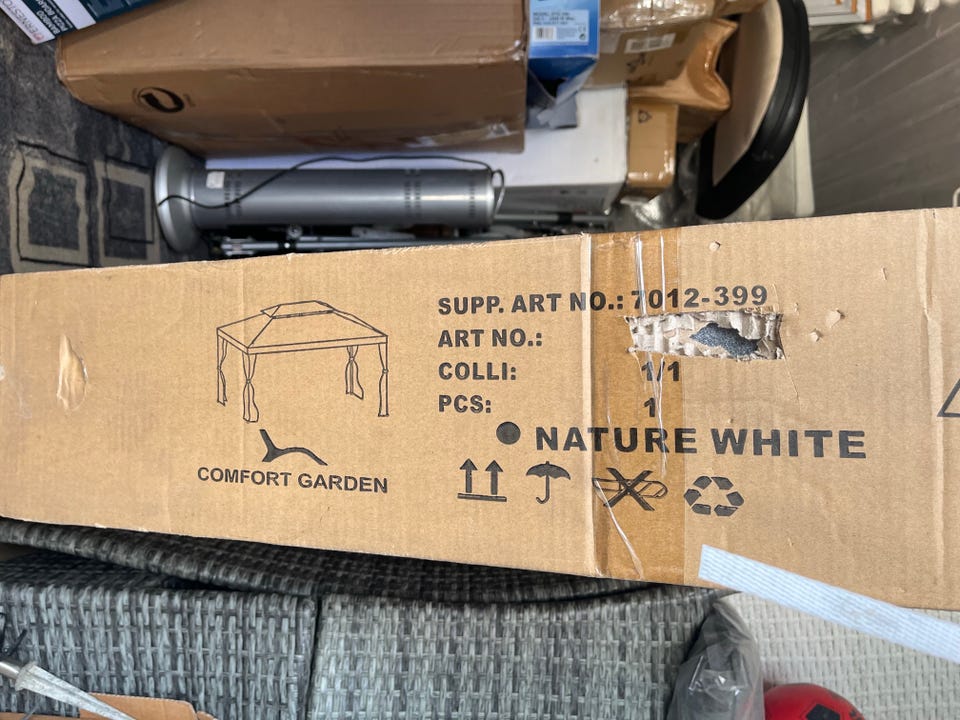 SUPP. ART NO.: 7012-399
ART NO.:
COLLI: 1/1
PCS: 1
NATURE WHITE
COMFORT GARDEN